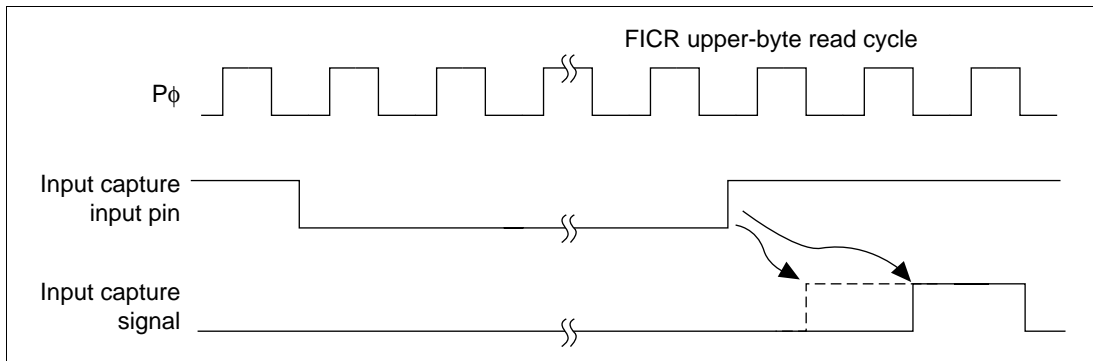 FICR upper-byte read cycle
Pϕ
Input capture
input pin
Input capture
signal